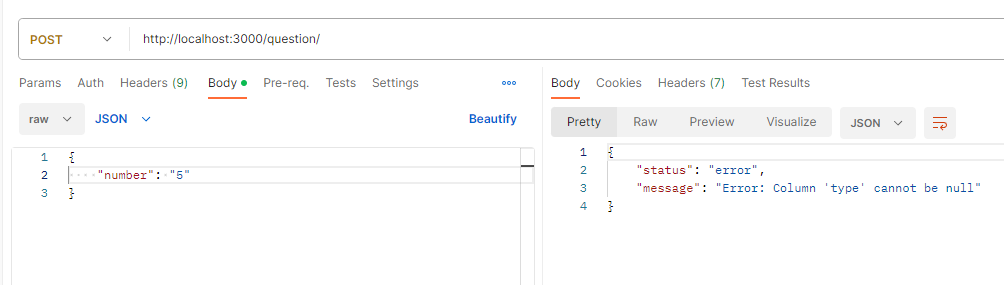 POST http://localhost:3000/question/
Params Auth Headers (9) Body Pre-req. Tests Settings
raw JSON Beautify
1 {
2 "number": "5"
3 }
Body Cookies Headers (7) Test Results
Pretty Raw Preview Visualize JSON
1 {
2 "status": "error",
3 "message": "Error: Column 'type' cannot be null"
4 }